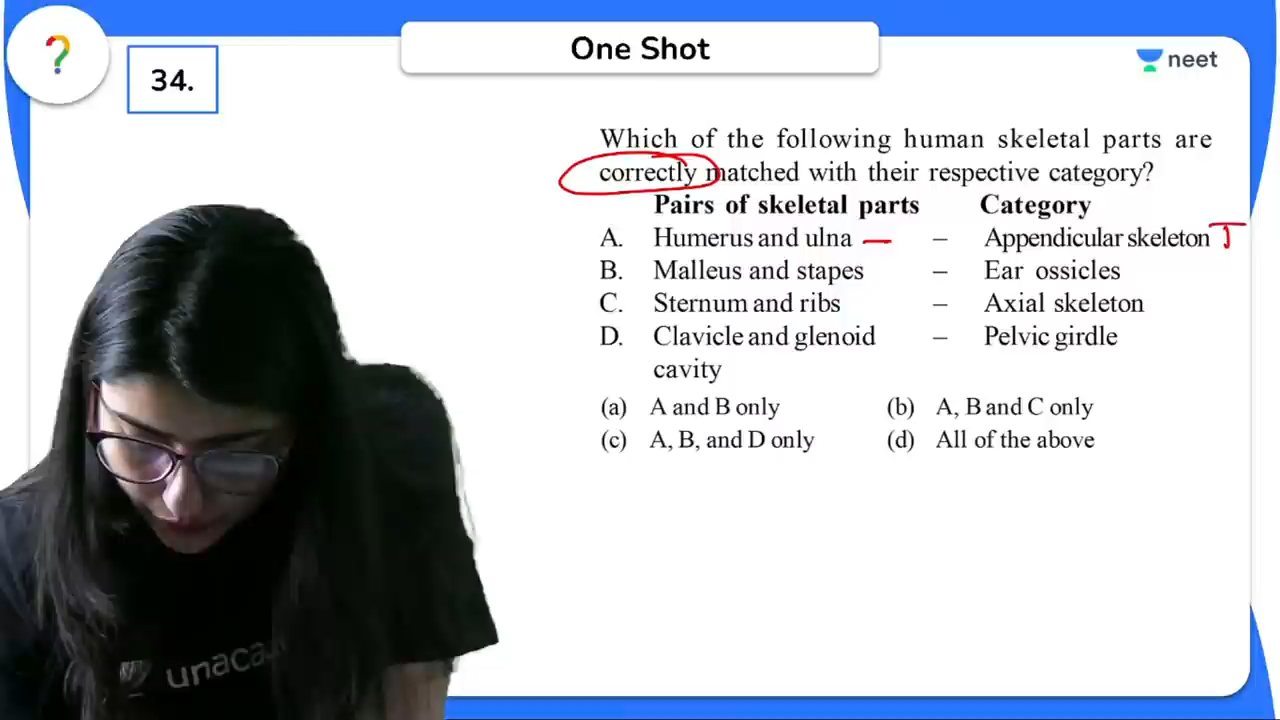 ?
34.
One Shot
neet
Which of the following human skeletal parts are
correctly matched with their respective category?
Pairs of skeletal parts Category
A. Humerus and ulna – Appendicular skeleton T
B. Malleus and stapes – Ear ossicles
C. Sternum and ribs – Axial skeleton
D. Clavicle and glenoid – Pelvic girdle
cavity
(a) A and B only (b) A, B and C only
(c) A, B, and D only (d) All of the above